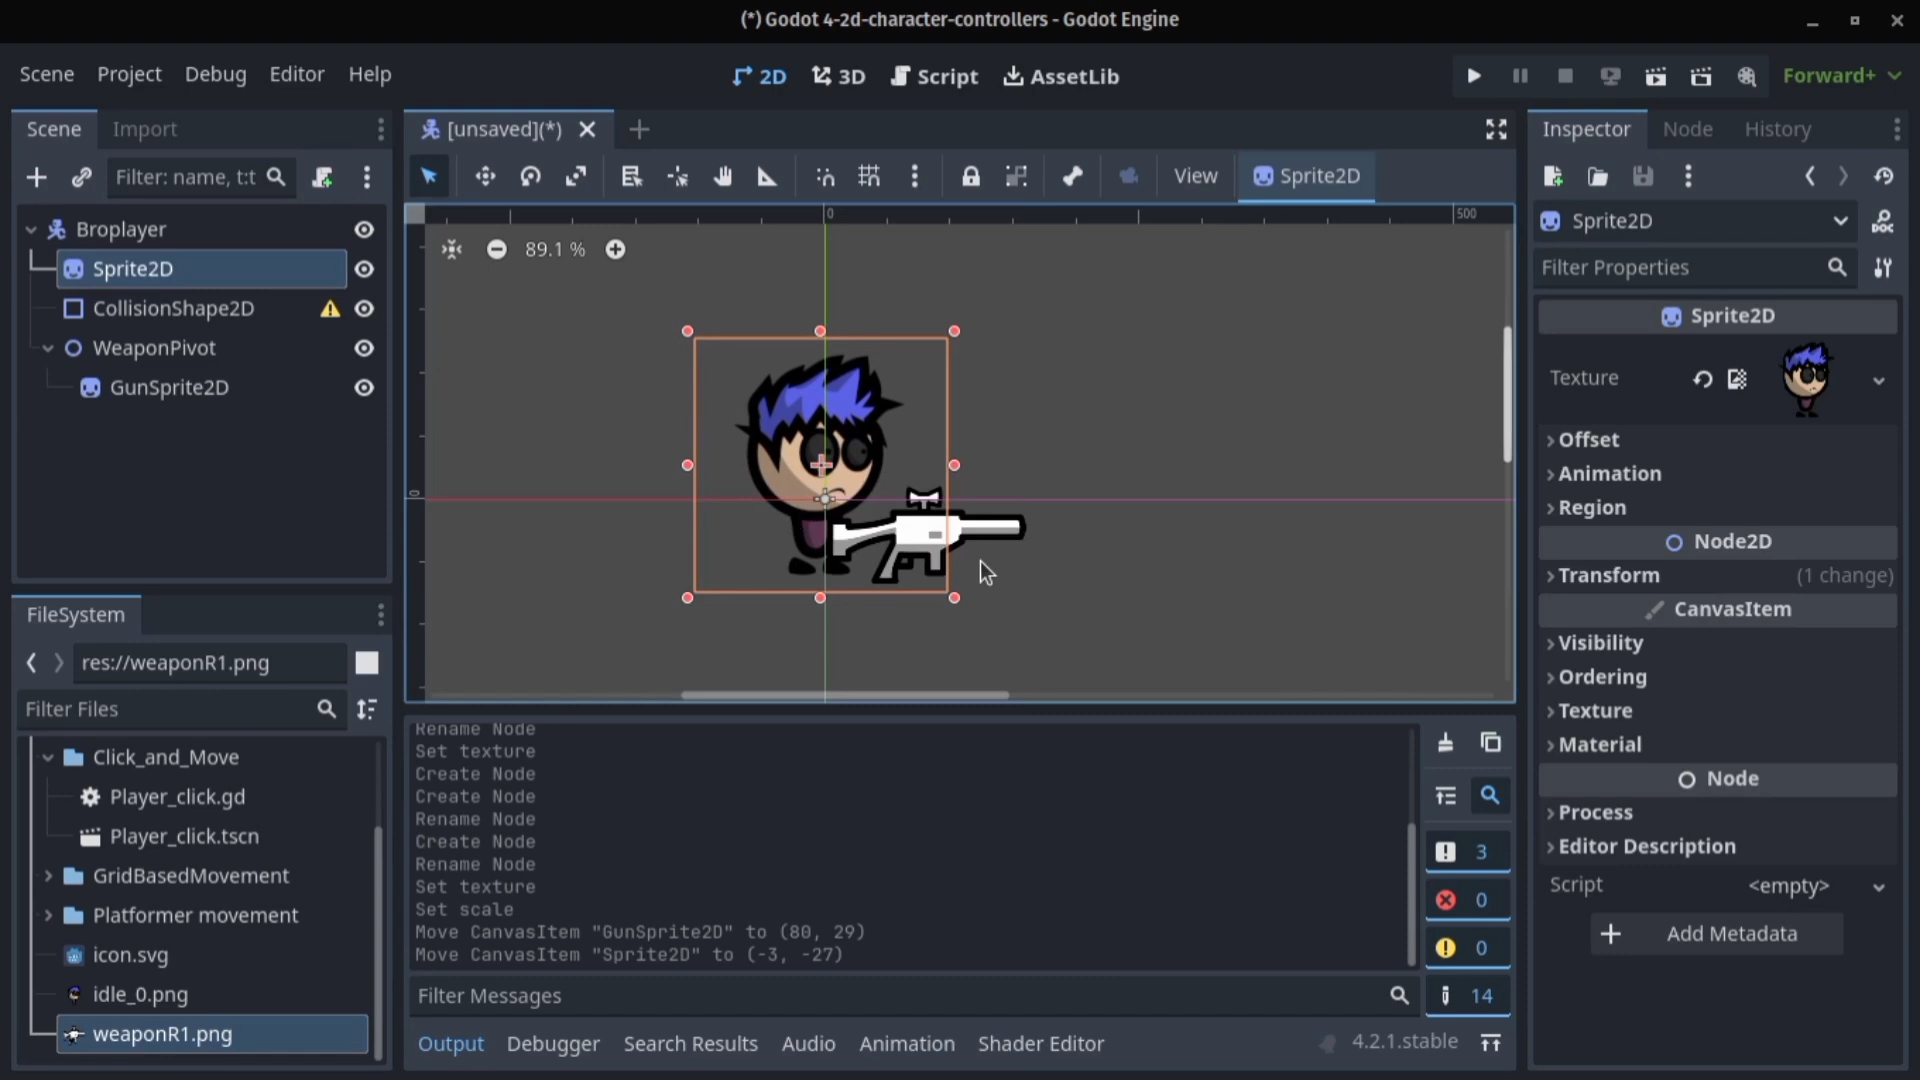 (*) Godot 4-2d-character-controllers - Godot Engine
Scene Project Debug Editor Help
2D 3D Script AssetLib
Forward+
Scene Import
[unsaved](*)
Inspector Node History
Filter: name, t:t
View Sprite2D
Broplayer
Sprite2D
CollisionShape2D
WeaponPivot
GunSprite2D
0 500
89.1 %
0
Sprite2D
DOC
Filter Properties
Sprite2D
Texture
Offset
Animation
Region
Node2D
Transform (1 change)
CanvasItem
Visibility
Ordering
Texture
Material
Node
Process
Editor Description
Script <empty>
Add Metadata
FileSystem
res://weaponR1.png
Filter Files
Click_and_Move
Player_click.gd
Player_click.tscn
GridBasedMovement
Platformer movement
icon.svg
idle_0.png
weaponR1.png
Rename Node
Set texture
Create Node
Create Node
Rename Node
Create Node
Rename Node
Set texture
Set scale
Move CanvasItem "GunSprite2D" to (80, 29)
Move CanvasItem "Sprite2D" to (-3, -27)
3
0
0
14
Filter Messages
Output Debugger Search Results Audio Animation Shader Editor
4.2.1.stable